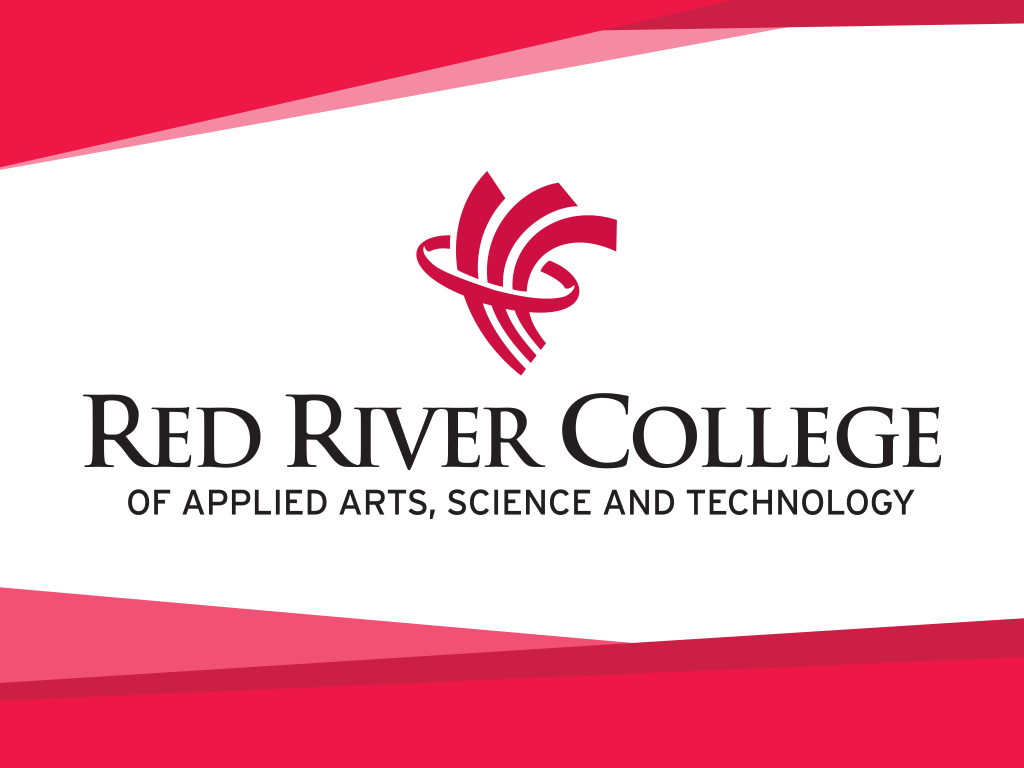 RED RIVER COLLEGE
OF APPLIED ARTS, SCIENCE AND TECHNOLOGY